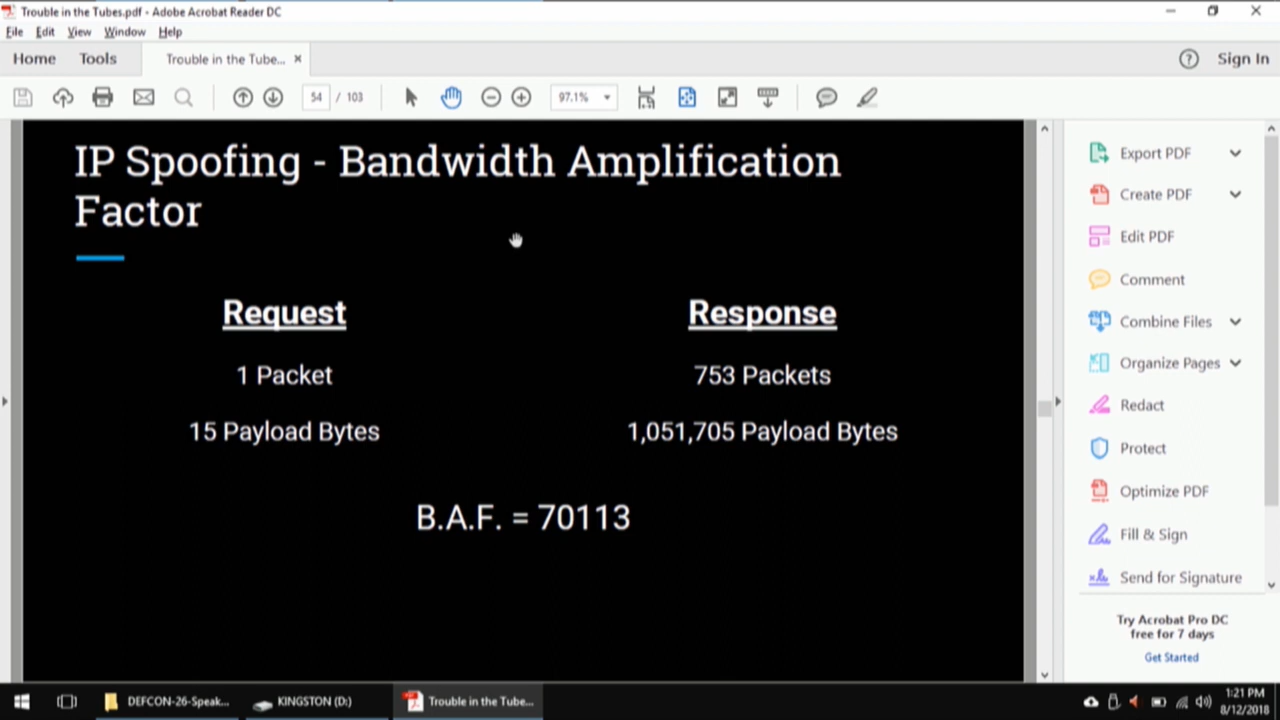 Trouble in the Tubes.pdf - Adobe Acrobat Reader DC
File Edit View Window Help
Home Tools Trouble in the Tube... × Sign In
54 / 103 97.1%
IP Spoofing - Bandwidth Amplification
Factor
Request Response
1 Packet 753 Packets
15 Payload Bytes 1,051,705 Payload Bytes
B.A.F. = 70113
Export PDF
Create PDF
Edit PDF
Comment
Combine Files
Organize Pages
Redact
Protect
Optimize PDF
Fill & Sign
Send for Signature
Try Acrobat Pro DC
free for 7 days
Get Started
DEFCON-26-Speak... KINGSTON (D:) Trouble in the Tube... 1:21 PM
8/12/2018